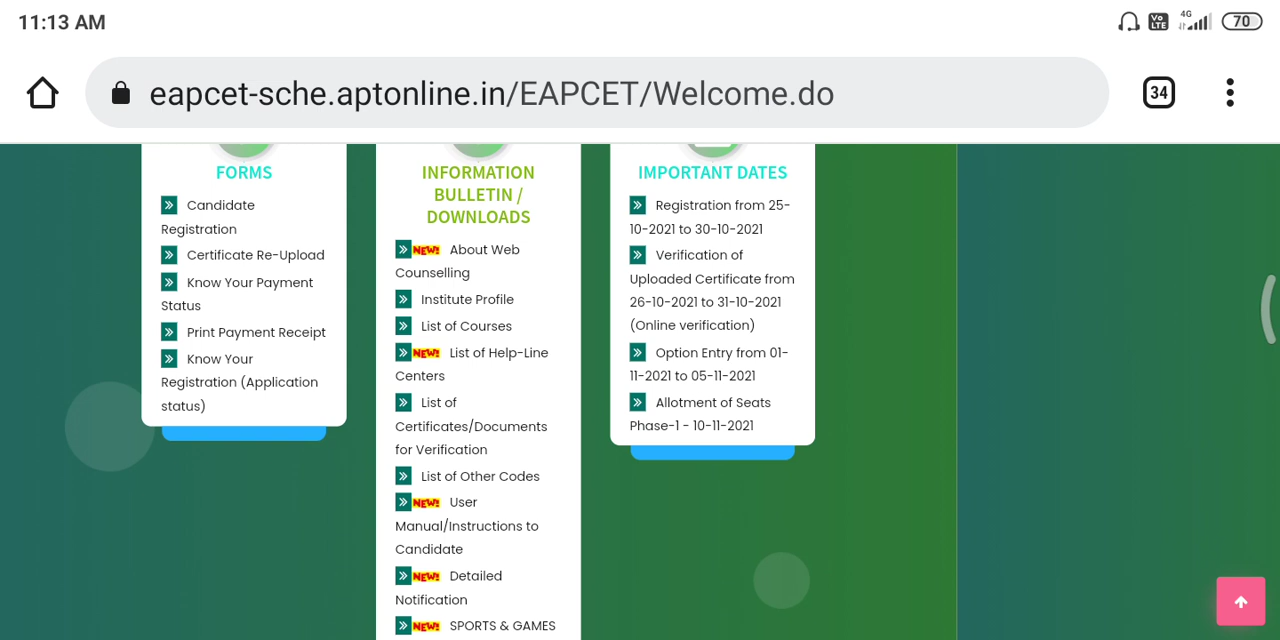 11:13 AM
Vo LTE
4G
70
eapcet-sche.aptonline.in/EAPCET/Welcome.do
34
FORMS
Candidate
Registration
Certificate Re-Upload
Know Your Payment
Status
Print Payment Receipt
Know Your
Registration (Application
status)
INFORMATION
BULLETIN /
DOWNLOADS
NEW! About Web
Counselling
Institute Profile
List of Courses
NEW! List of Help-Line
Centers
List of
Certificates/Documents
for Verification
List of Other Codes
NEW! User
Manual/Instructions to
Candidate
NEW! Detailed
Notification
NEW! SPORTS & GAMES
IMPORTANT DATES
Registration from 25-
10-2021 to 30-10-2021
Verification of
Uploaded Certificate from
26-10-2021 to 31-10-2021
(Online verification)
Option Entry from 01-
11-2021 to 05-11-2021
Allotment of Seats
Phase-1 - 10-11-2021